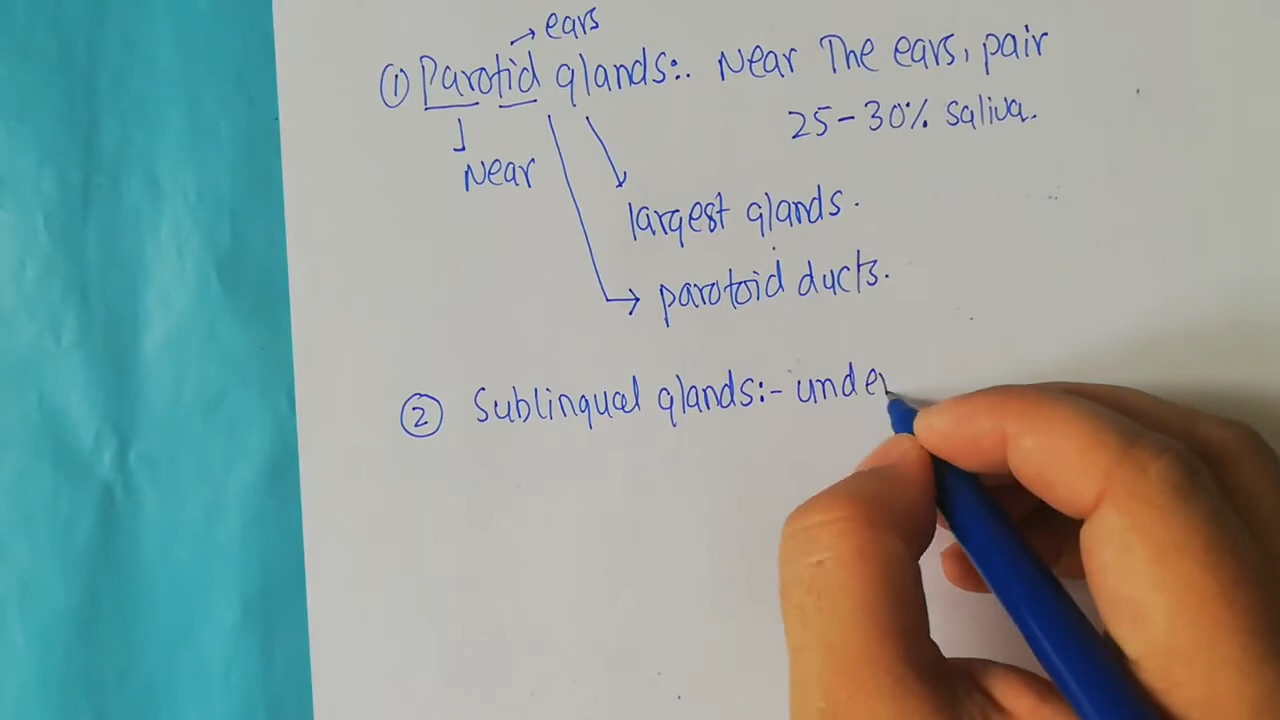 → ears
① Parotid glands:. Near The ears, pair
25-30% saliva.
Near
largest glands.
→ parotoid ducts.
② Sublingual glands:- under